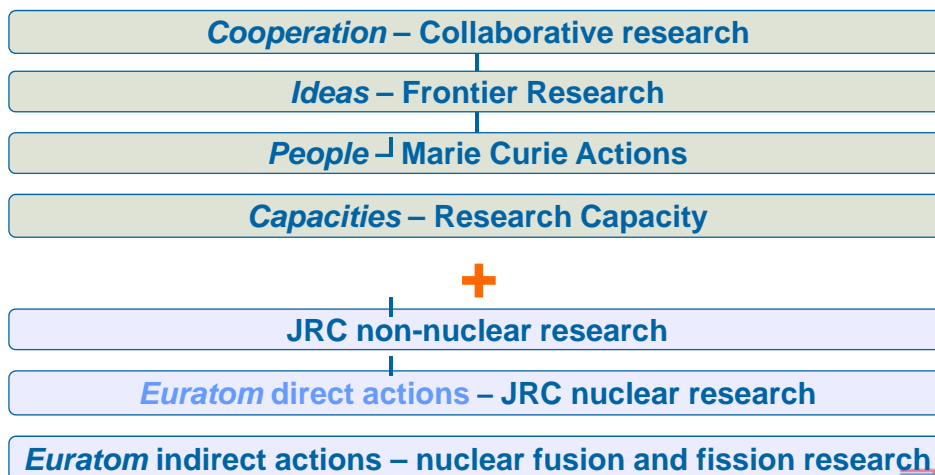 Cooperation – Collaborative research
Ideas – Frontier Research
People – Marie Curie Actions
Capacities – Research Capacity
+
JRC non-nuclear research
Euratom direct actions – JRC nuclear research
Euratom indirect actions – nuclear fusion and fission research